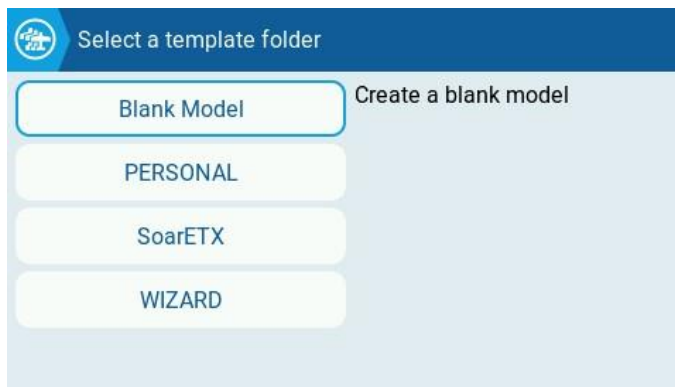 Select a template folder
Blank Model
Create a blank model
PERSONAL
SoarETX
WIZARD